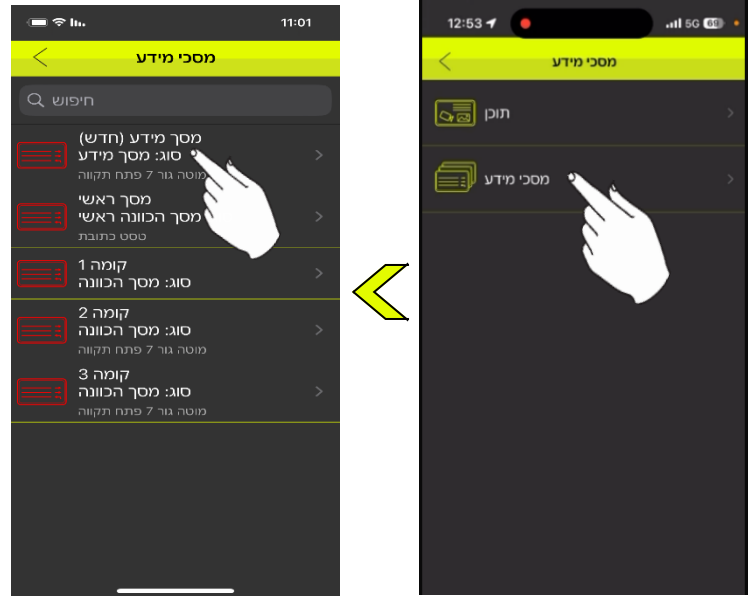 12:53
5G 69
מסכי מידע
תוכן
מסכי מידע
11:01
מסכי מידע
חיפוש
מסך מידע (חדש)
סוג: מסך מידע
מוטה גור 7 פתח תקווה
מסך ראשי
מסך הכוונה ראשי
טסט כתובת
קומה 1
סוג: מסך הכוונה
קומה 2
סוג: מסך הכוונה
מוטה גור 7 פתח תקווה
קומה 3
סוג: מסך הכוונה
מוטה גור 7 פתח תקווה